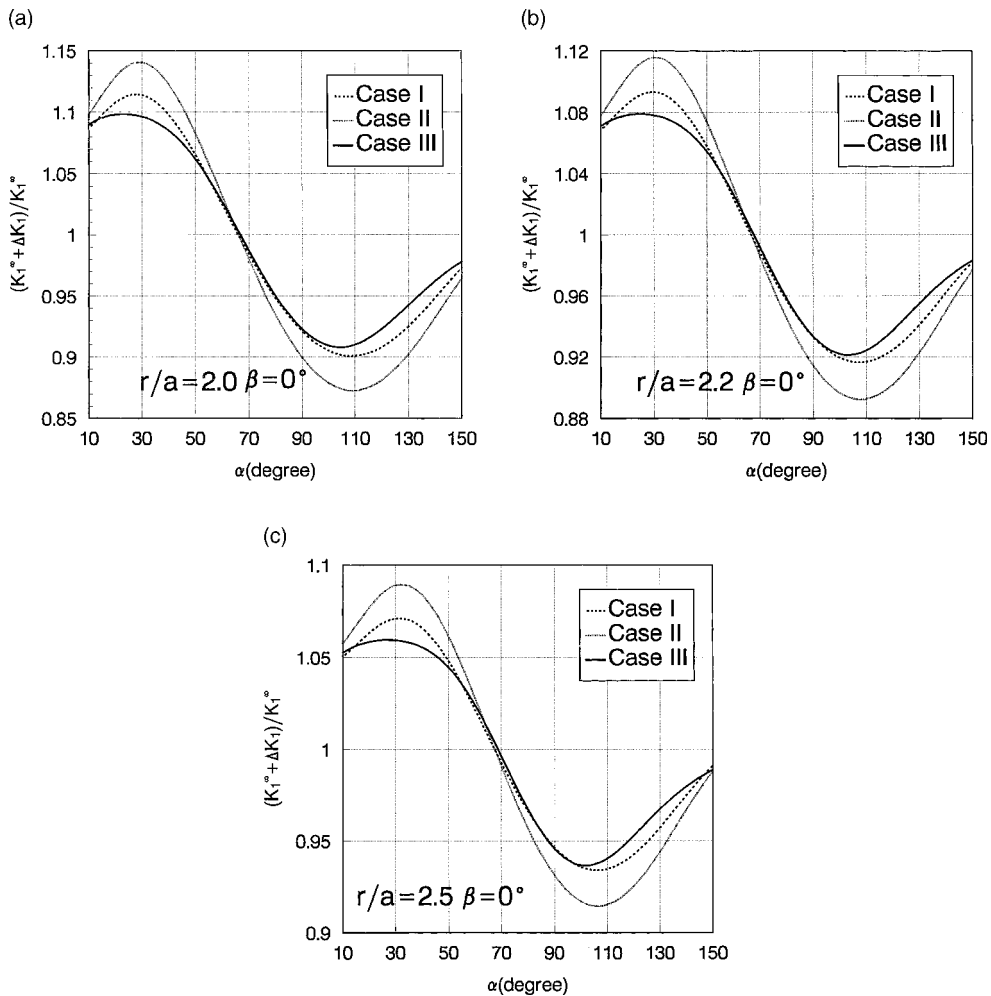 (a)
1.15
1.1
1.05
1
0.95
0.9
0.85
(K₁∞+ΔK₁)/K₁∞
Case I
Case II
Case III
r/a=2.0 β=0°
10 30 50 70 90 110 130 150
α(degree)
(b)
1.12
1.08
1.04
1
0.96
0.92
0.88
(K₁∞+ΔK₁)/K₁∞
Case I
Case II
Case III
r/a=2.2 β=0°
10 30 50 70 90 110 130 150
α(degree)
(c)
1.1
1.05
1
0.95
0.9
(K₁∞+ΔK₁)/K₁∞
Case I
Case II
Case III
r/a=2.5 β=0°
10 30 50 70 90 110 130 150
α(degree)